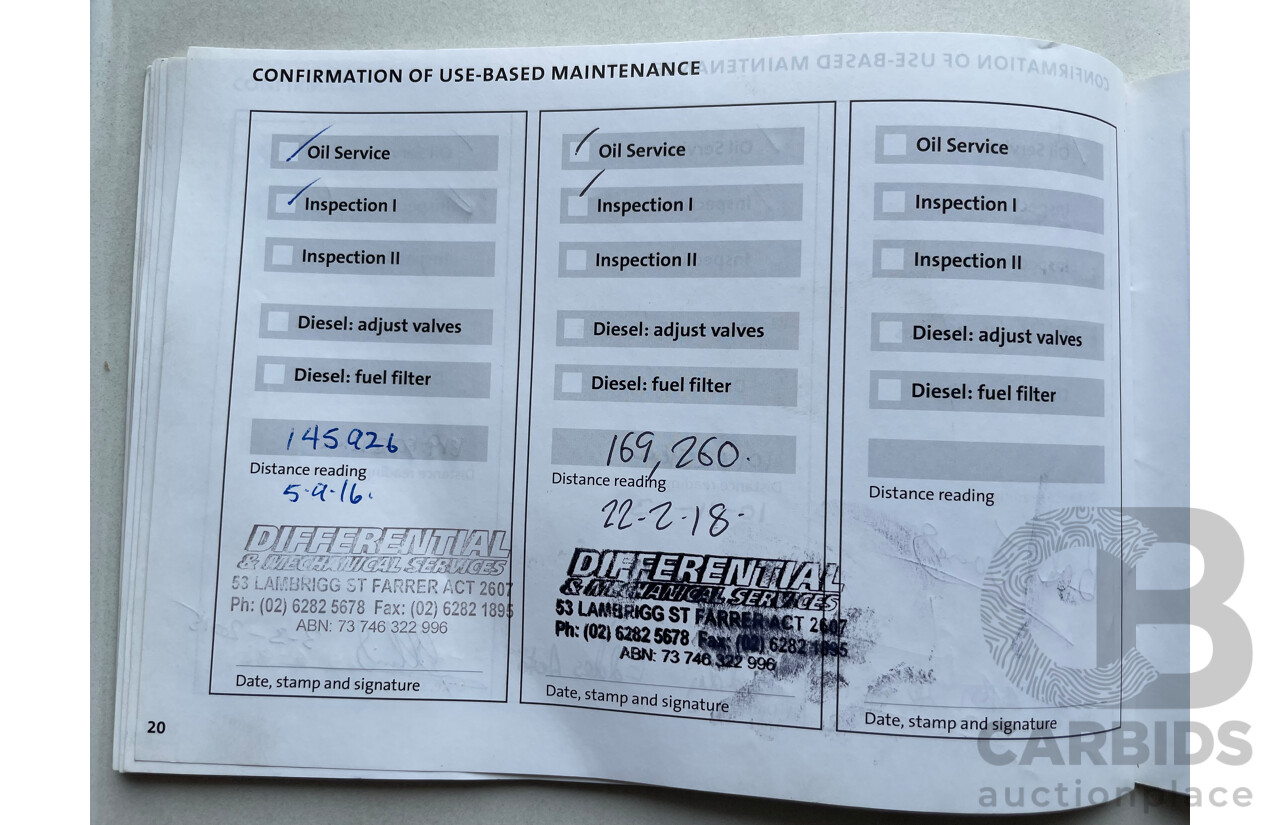 CONFIRMATION OF USE-BASED MAINTENANCE
Oil Service
Inspection I
Inspection II
Diesel: adjust valves
Diesel: fuel filter
145926
Distance reading
5·9·16.
DIFFERENTIAL
& MECHANICAL SERVICES
53 LAMBRIGG ST FARRER ACT 2607
Ph: (02) 6282 5678 Fax: (02) 6282 1895
ABN: 73 746 322 996
Date, stamp and signature
Oil Service
Inspection I
Inspection II
Diesel: adjust valves
Diesel: fuel filter
169,260.
Distance reading
22-2-18-
DIFFERENTIAL
& MECHANICAL SERVICES
53 LAMBRIGG ST FARRER ACT 2607
Ph: (02) 6282 5678 Fax: (02) 6282 1895
ABN: 73 746 322 996
Date, stamp and signature
Oil Service
Inspection I
Inspection II
Diesel: adjust valves
Diesel: fuel filter
Distance reading
Date, stamp and signature
20
CB
CARBIDS
auctionplace